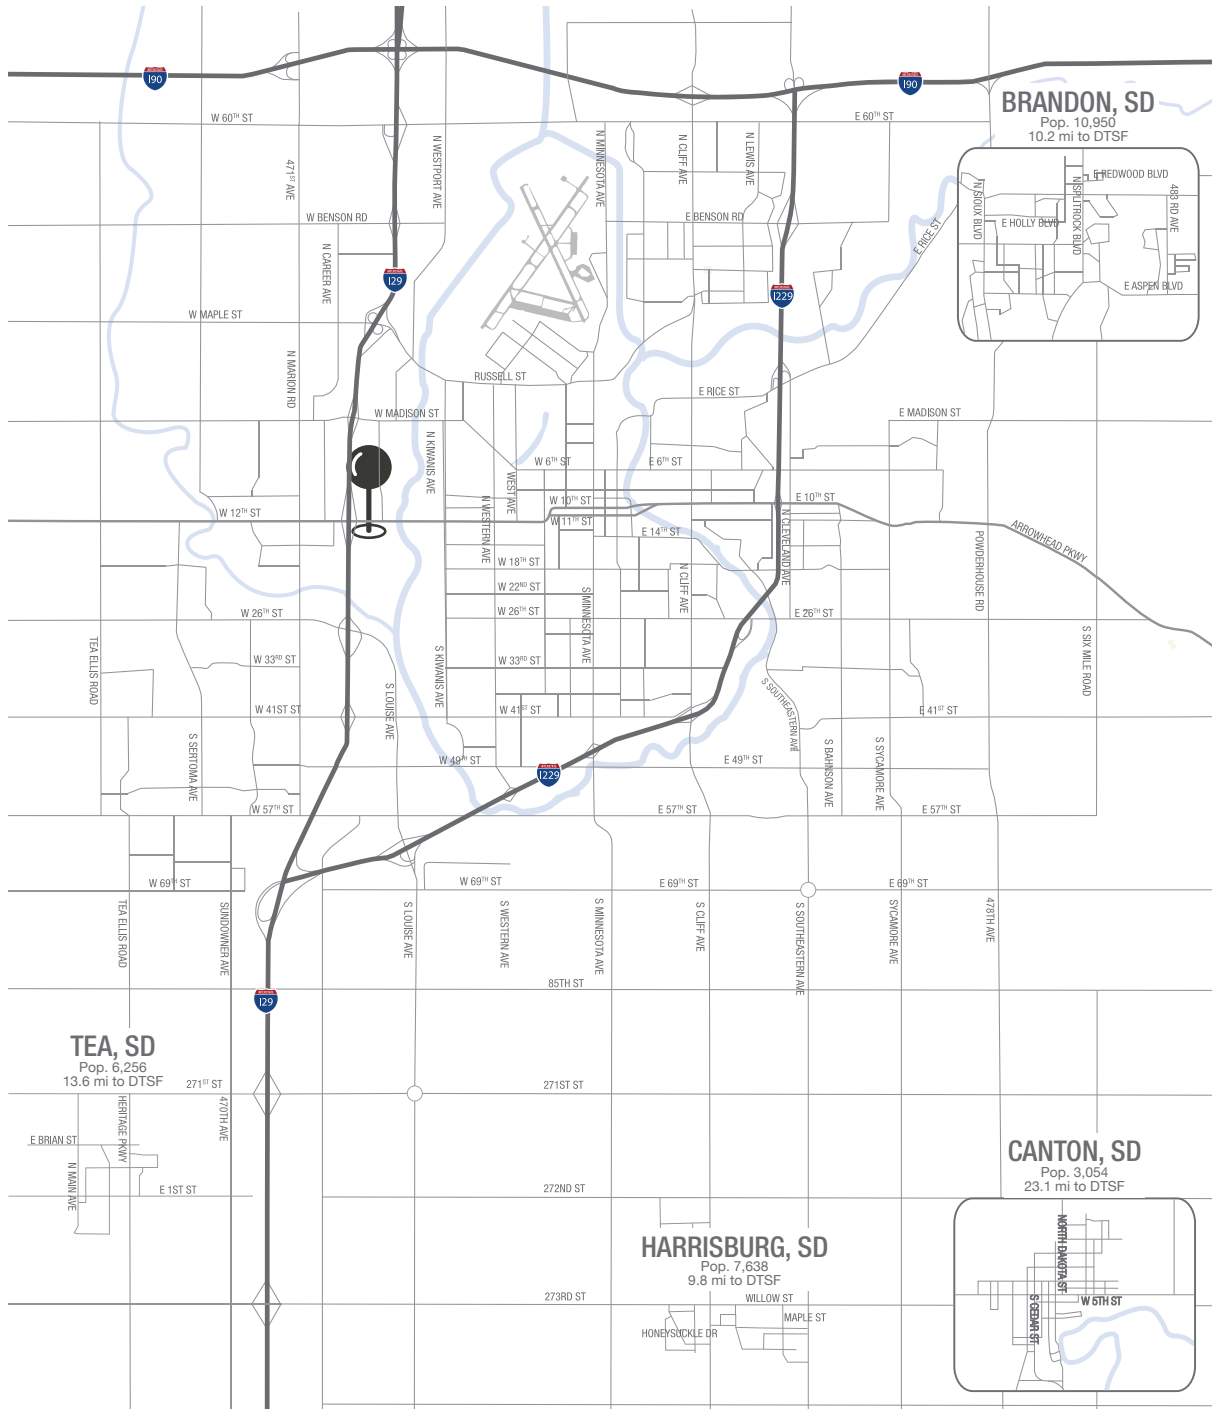 I90
I90
BRANDON, SD
Pop. 10,950
10.2 mi to DTSF
W 60TH ST
E 60TH ST
471ST AVE
N WESTPORT AVE
N MINNESOTA AVE
N CLIFF AVE
N LEWIS AVE
E REDWOOD BLVD
N SIOUX BLVD
N SPLITROCK BLVD
483 RD AVE
E HOLLY BLVD
E ASPEN BLVD
W BENSON RD
E BENSON RD
E RICE ST
N CAREER AVE
I29
I229
W MAPLE ST
N MARION RD
RUSSELL ST
E RICE ST
W MADISON ST
E MADISON ST
N KIWANIS AVE
W 6TH ST
E 6TH ST
WEST AVE
W 10TH ST
E 10TH ST
W 12TH ST
N WESTERN AVE
W 11TH ST
E 14TH ST
N CLEVELAND AVE
ARROWHEAD PKWY
POWDERHOUSE RD
W 18TH ST
W 22ND ST
N CLIFF AVE
S MINNESOTA AVE
W 26TH ST
W 26TH ST
E 26TH ST
TEA ELLIS ROAD
W 33RD ST
W 33RD ST
S KIWANIS AVE
S LOUISE AVE
S SOUTHEASTERN AVE
S SIX MILE ROAD
W 41ST ST
W 41ST ST
E 41ST ST
S SERTOMA AVE
S BAHNSON AVE
S SYCAMORE AVE
W 49TH ST
E 49TH ST
I229
W 57TH ST
E 57TH ST
E 57TH ST
W 69TH ST
W 69TH ST
E 69TH ST
E 69TH ST
TEA ELLIS ROAD
SUNDOWNER AVE
S LOUISE AVE
S WESTERN AVE
S MINNESOTA AVE
S CLIFF AVE
S SOUTHEASTERN AVE
SYCAMORE AVE
478TH AVE
85TH ST
I29
TEA, SD
Pop. 6,256
13.6 mi to DTSF
271ST ST
271ST ST
HERITAGE PKWY
470TH AVE
E BRIAN ST
N MAIN AVE
E 1ST ST
272ND ST
CANTON, SD
Pop. 3,054
23.1 mi to DTSF
NORTH DAKOTA ST
W 5TH ST
S CEDAR ST
HARRISBURG, SD
Pop. 7,638
9.8 mi to DTSF
273RD ST
WILLOW ST
MAPLE ST
HONEYSUCKLE DR